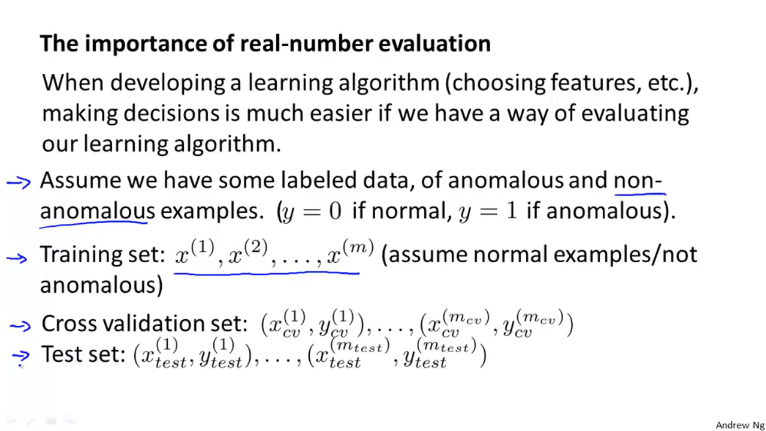 The importance of real-number evaluation
When developing a learning algorithm (choosing features, etc.),
making decisions is much easier if we have a way of evaluating
our learning algorithm.
Assume we have some labeled data, of anomalous and non-
anomalous examples. (y = 0 if normal, y = 1 if anomalous).
Training set: x^{(1)}, x^{(2)}, . . . , x^{(m)} (assume normal examples/not
anomalous)
Cross validation set: (x_{cv}^{(1)}, y_{cv}^{(1)}), . . . , (x_{cv}^{(m_{cv})}, y_{cv}^{(m_{cv})})
Test set: (x_{test}^{(1)}, y_{test}^{(1)}), . . . , (x_{test}^{(m_{test})}, y_{test}^{(m_{test})})
Andrew Ng